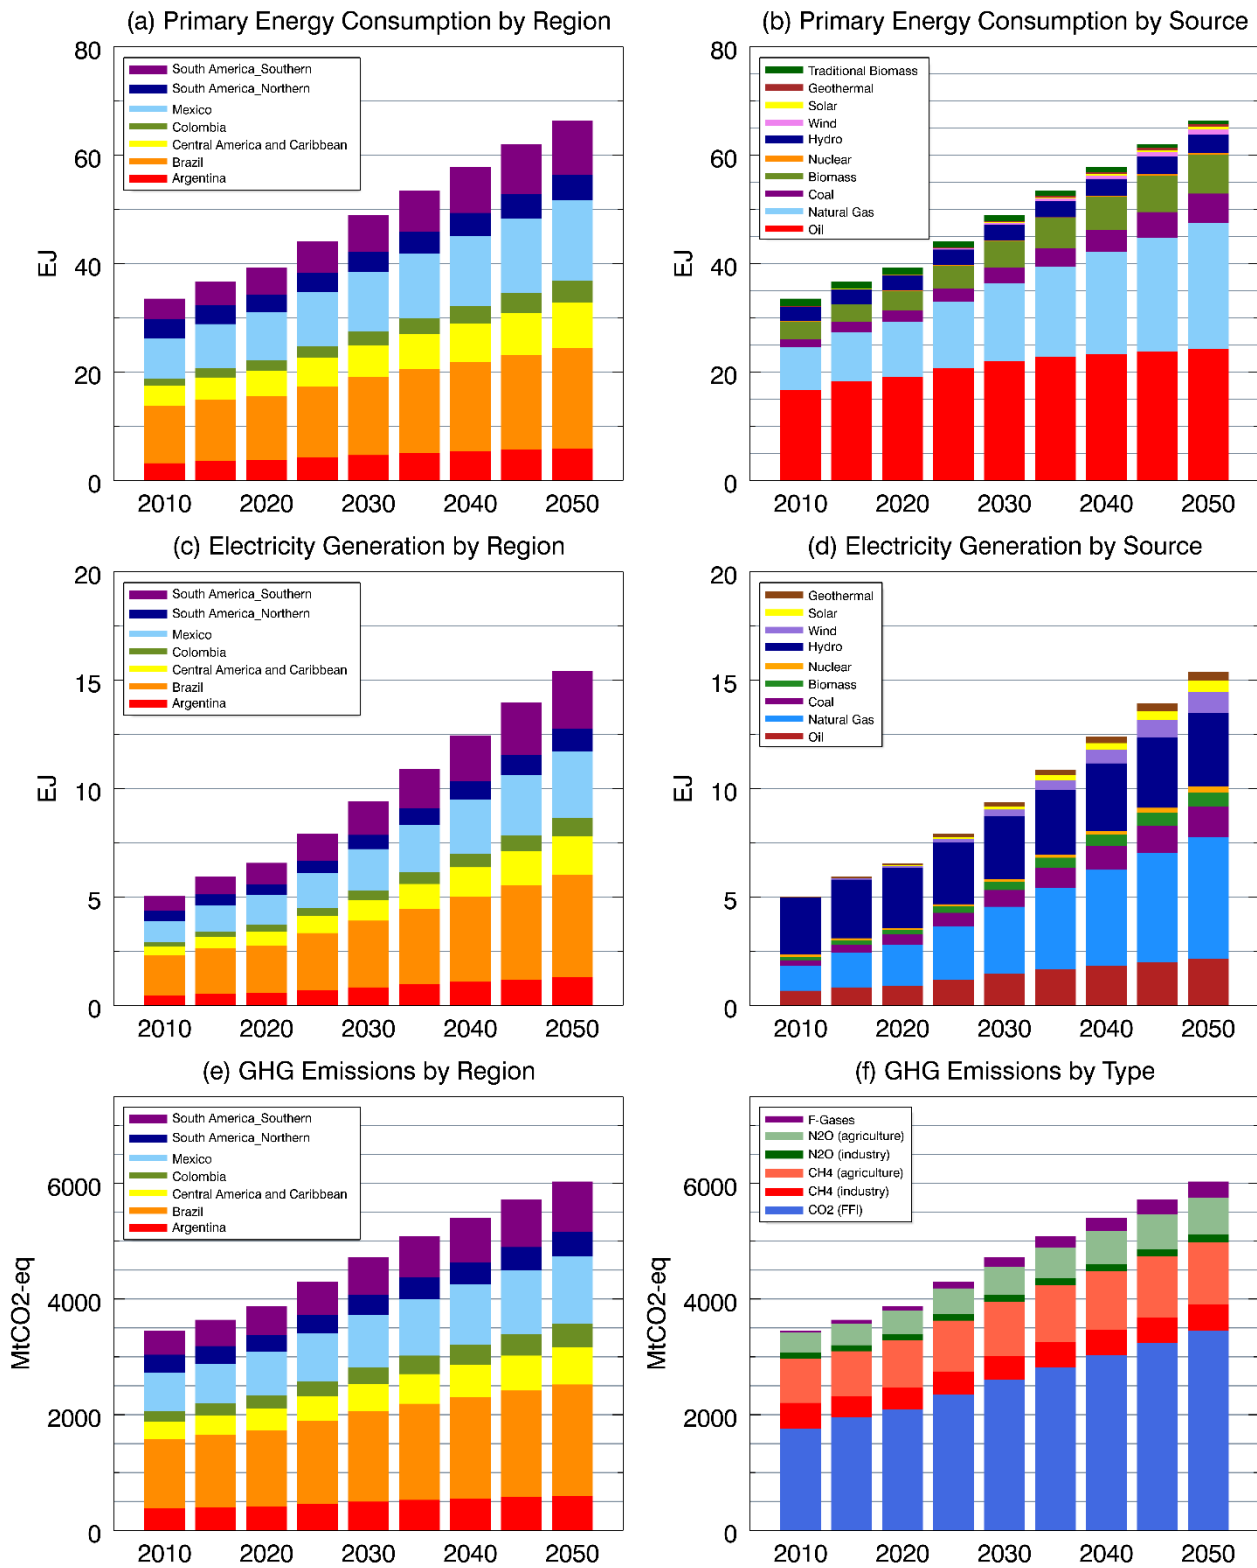 (a) Primary Energy Consumption by Region
80
60
40
20
0
EJ
South America_Southern
South America_Northern
Mexico
Colombia
Central America and Caribbean
Brazil
Argentina
2010 2020 2030 2040 2050
(b) Primary Energy Consumption by Source
80
60
40
20
0
EJ
Traditional Biomass
Geothermal
Solar
Wind
Hydro
Nuclear
Biomass
Coal
Natural Gas
Oil
2010 2020 2030 2040 2050
(c) Electricity Generation by Region
20
15
10
5
0
EJ
South America_Southern
South America_Northern
Mexico
Colombia
Central America and Caribbean
Brazil
Argentina
2010 2020 2030 2040 2050
(d) Electricity Generation by Source
20
15
10
5
0
EJ
Geothermal
Solar
Wind
Hydro
Nuclear
Biomass
Coal
Natural Gas
Oil
2010 2020 2030 2040 2050
(e) GHG Emissions by Region
6000
4000
2000
0
MtCO2-eq
South America_Southern
South America_Northern
Mexico
Colombia
Central America and Caribbean
Brazil
Argentina
2010 2020 2030 2040 2050
(f) GHG Emissions by Type
6000
4000
2000
0
MtCO2-eq
F-Gases
N2O (agriculture)
N2O (industry)
CH4 (agriculture)
CH4 (industry)
CO2 (FFI)
2010 2020 2030 2040 2050